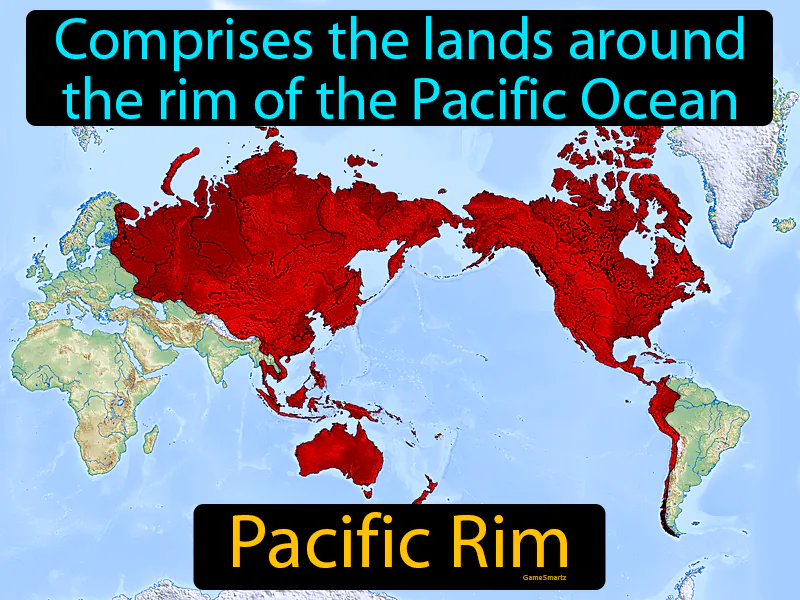 Comprises the lands around
the rim of the Pacific Ocean
Pacific Rim
GameSmartz